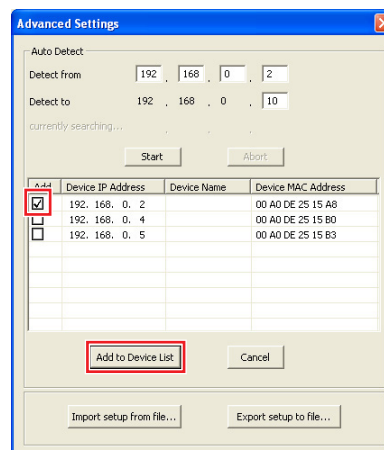 Advanced Settings
Auto Detect
Detect from 192 . 168 . 0 . 2
Detect to 192 . 168 . 0 . 10
currently searching... . . .
Start Abort
Add Device IP Address Device Name Device MAC Address
192. 168. 0. 2 00 A0 DE 25 15 A8
192. 168. 0. 4 00 A0 DE 25 15 B0
192. 168. 0. 5 00 A0 DE 25 15 B3
Add to Device List Cancel
Import setup from file... Export setup to file...